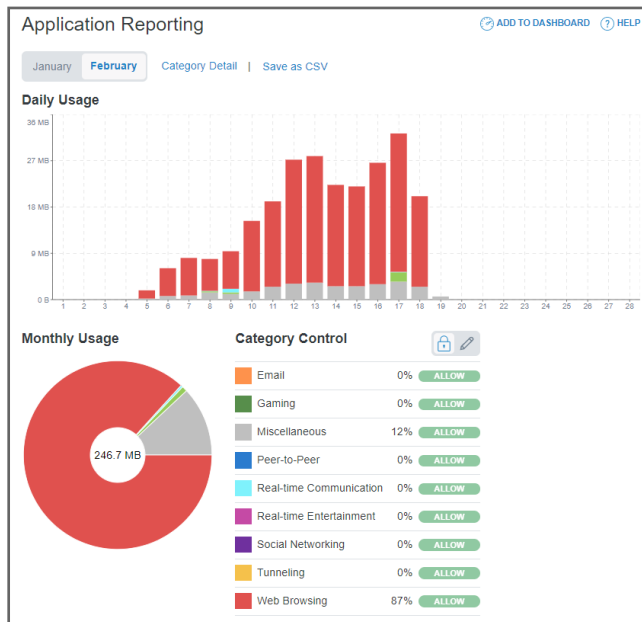 Application Reporting
ADD TO DASHBOARD ? HELP
January February Category Detail | Save as CSV
Daily Usage
36 MB
27 MB
18 MB
9 MB
0 B
1 2 3 4 5 6 7 8 9 10 11 12 13 14 15 16 17 18 19 20 21 22 23 24 25 26 27 28
Monthly Usage
246.7 MB
Category Control
Email 0% ALLOW
Gaming 0% ALLOW
Miscellaneous 12% ALLOW
Peer-to-Peer 0% ALLOW
Real-time Communication 0% ALLOW
Real-time Entertainment 0% ALLOW
Social Networking 0% ALLOW
Tunneling 0% ALLOW
Web Browsing 87% ALLOW